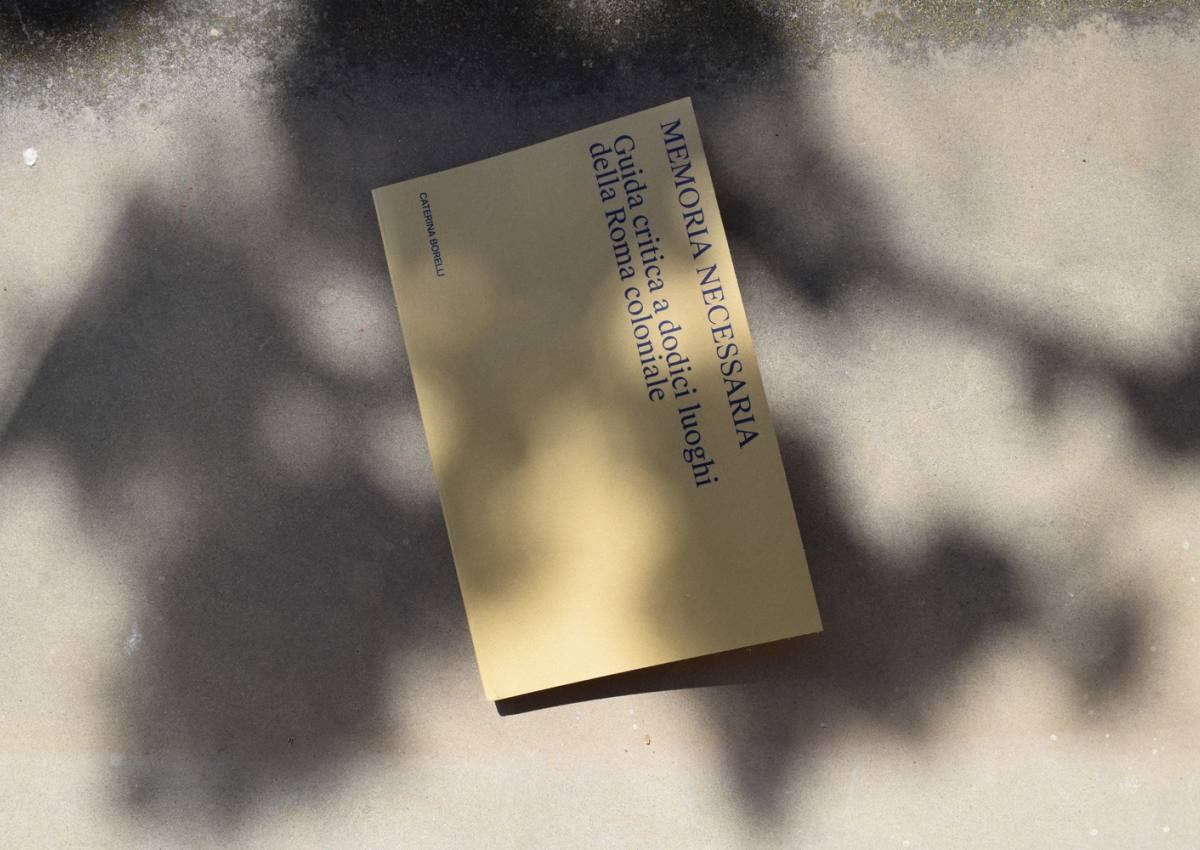 MEMORIA NECESSARIA
Guida critica a dodici luoghi
della Roma coloniale
CATERINA BORELLI